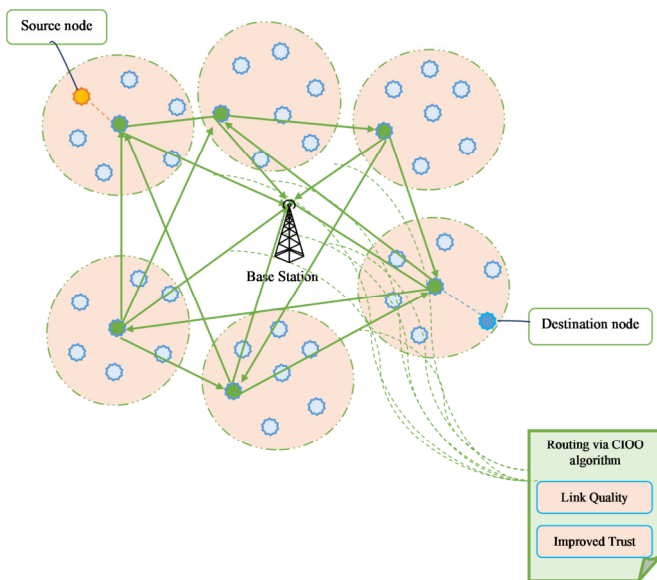 Source node
Base Station
Destination node
Routing via CIOO
algorithm
Link Quality
Improved Trust